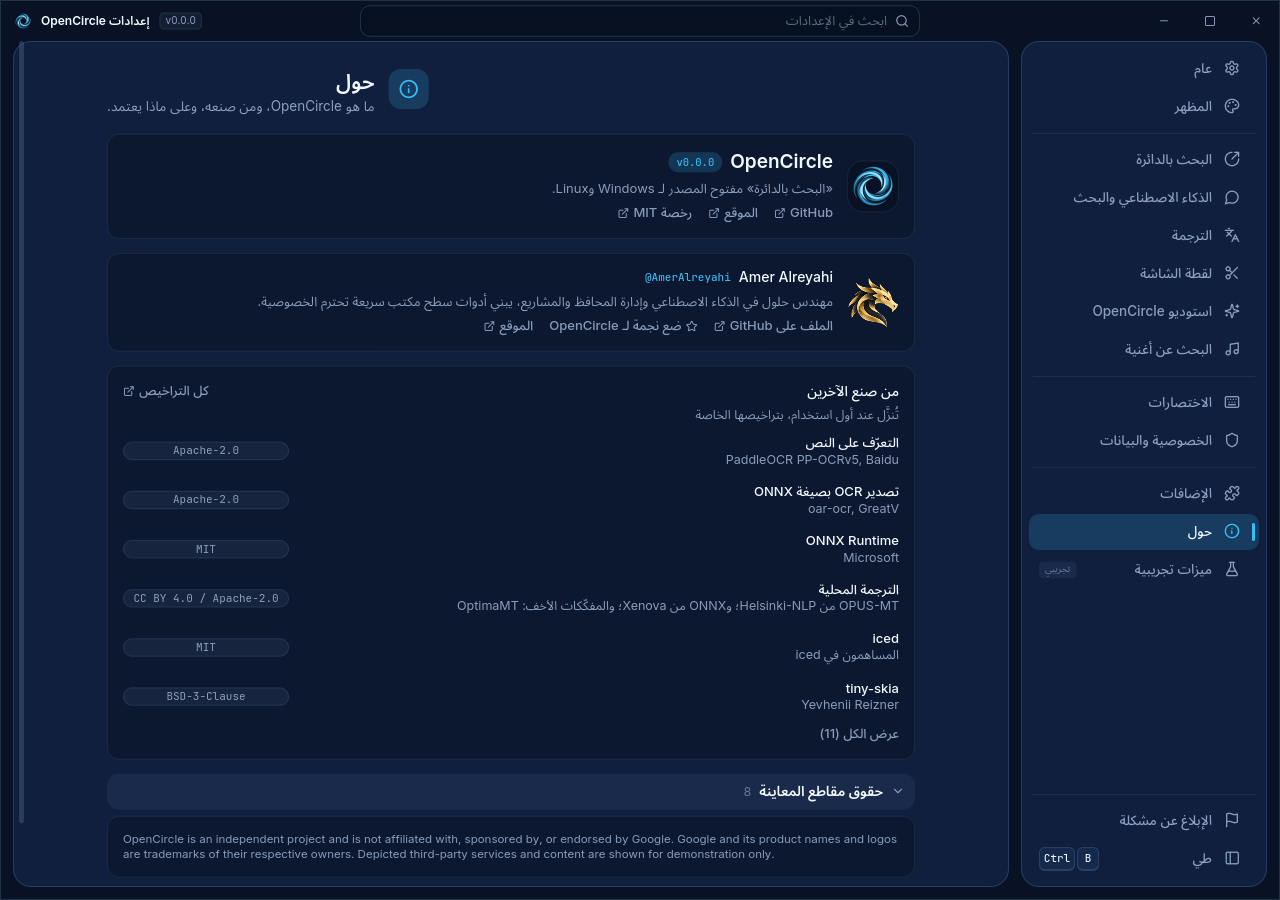 إعدادات OpenCircle
v0.0.0
ابحث في الإعدادات
عام
المظهر
البحث بالدائرة
الذكاء الاصطناعي والبحث
الترجمة
لقطة الشاشة
استوديو OpenCircle
البحث عن أغنية
الاختصارات
الخصوصية والبيانات
الإضافات
حول
ميزات تجريبية
تجريبي
الإبلاغ عن مشكلة
طي
Ctrl B
حول
ما هو OpenCircle، ومن صنعه، وعلى ماذا يعتمد.
OpenCircle v0.0.0
«البحث بالدائرة» مفتوح المصدر لـ Windows وLinux.
GitHub الموقع رخصة MIT
Amer Alreyahi @AmerAlreyahi
مهندس حلول في الذكاء الاصطناعي وإدارة المحافظ والمشاريع، يبني أدوات سطح مكتب سريعة تحترم الخصوصية.
الملف على GitHub ضع نجمة لـ OpenCircle الموقع
من صنع الآخرين
كل التراخيص
تُنزَّل عند أول استخدام، بتراخيصها الخاصة
التعرّف على النص
PaddleOCR PP-OCRv5, Baidu
Apache-2.0
تصدير OCR بصيغة ONNX
oar-ocr, GreatV
Apache-2.0
ONNX Runtime
Microsoft
MIT
الترجمة المحلية
OPUS-MT من Helsinki-NLP؛ وONNX من Xenova؛ والمفكّكات الأخف: OptimaMT
CC BY 4.0 / Apache-2.0
iced
المساهمون في iced
MIT
tiny-skia
Yevhenii Reizner
BSD-3-Clause
عرض الكل (11)
حقوق مقاطع المعاينة 8
OpenCircle is an independent project and is not affiliated with, sponsored by, or endorsed by Google. Google and its product names and logos
are trademarks of their respective owners. Depicted third-party services and content are shown for demonstration only.